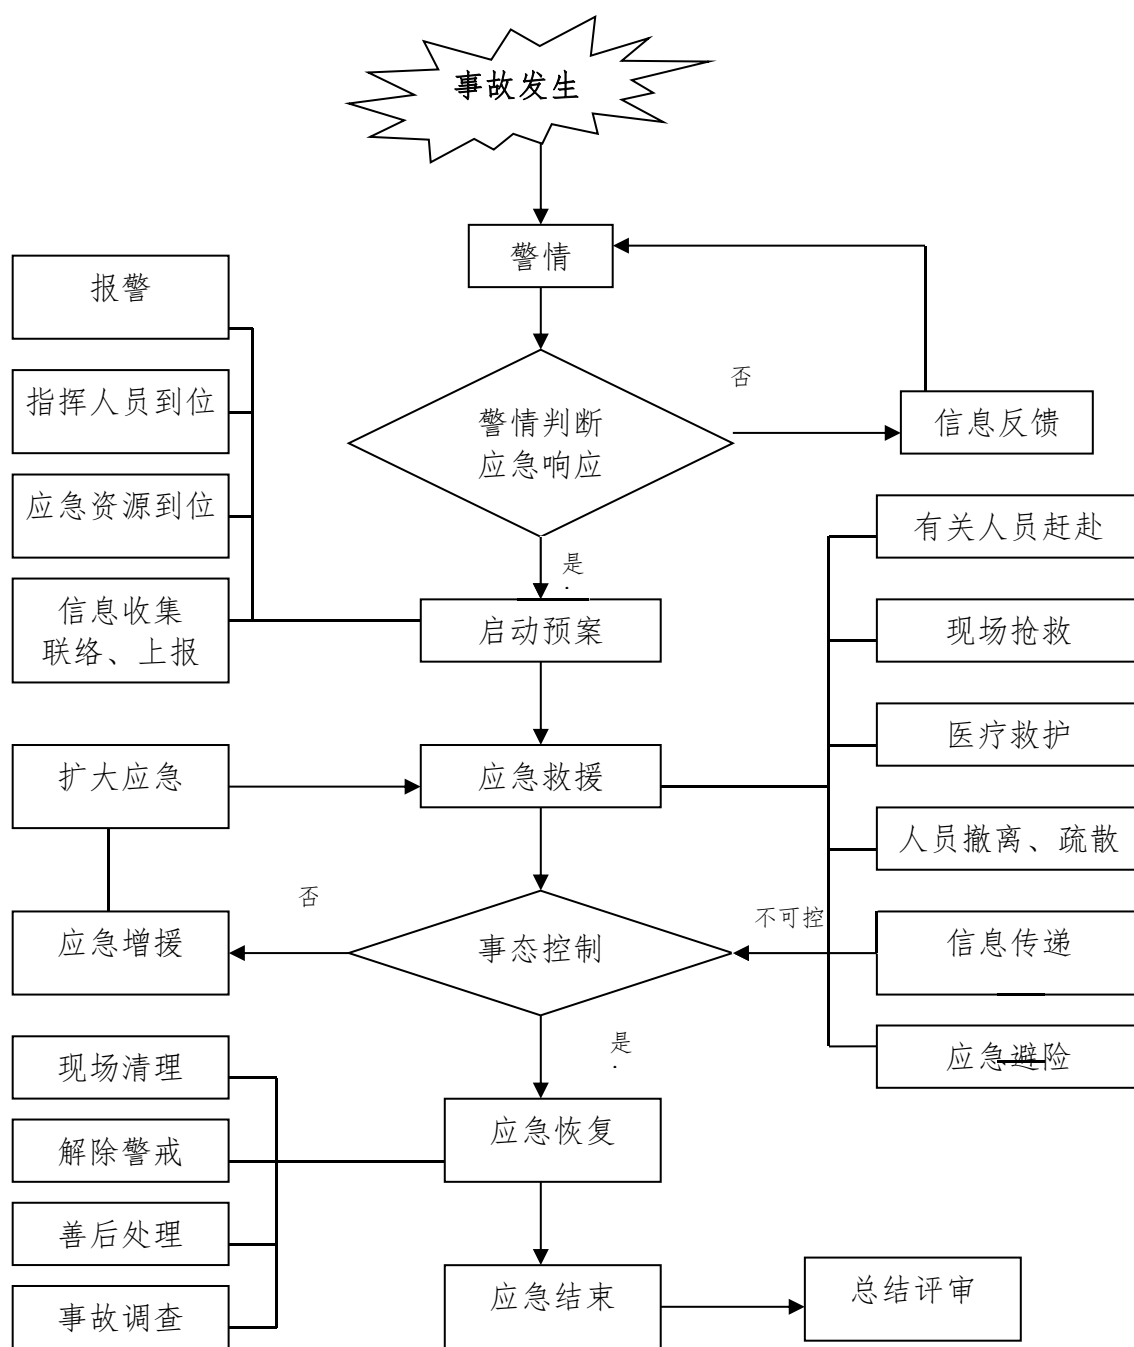 事故发生
警情
报警
否
指挥人员到位
警情判断
应急响应
信息反馈
应急资源到位
有关人员赶赴
是
信息收集
联络、上报
启动预案
现场抢救
医疗救护
扩大应急
应急救援
人员撤离、疏散
否
不可控
应急增援
事态控制
信息传递
现场清理
是
应急避险
应急恢复
解除警戒
善后处理
应急结束
总结评审
事故调查